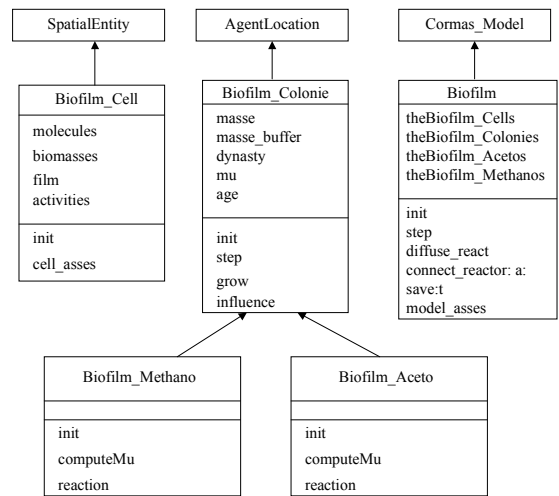 SpatialEntity
AgentLocation
Cormas_Model
Biofilm_Cell
molecules
biomasses
film
activities
init
cell_asses
Biofilm_Colonie
masse
masse_buffer
dynasty
mu
age
init
step
grow
influence
Biofilm
theBiofilm_Cells
theBiofilm_Colonies
theBiofilm_Acetos
theBiofilm_Methanos
init
step
diffuse_react
connect_reactor: a:
save:t
model_asses
Biofilm_Methano
init
computeMu
reaction
Biofilm_Aceto
init
computeMu
reaction